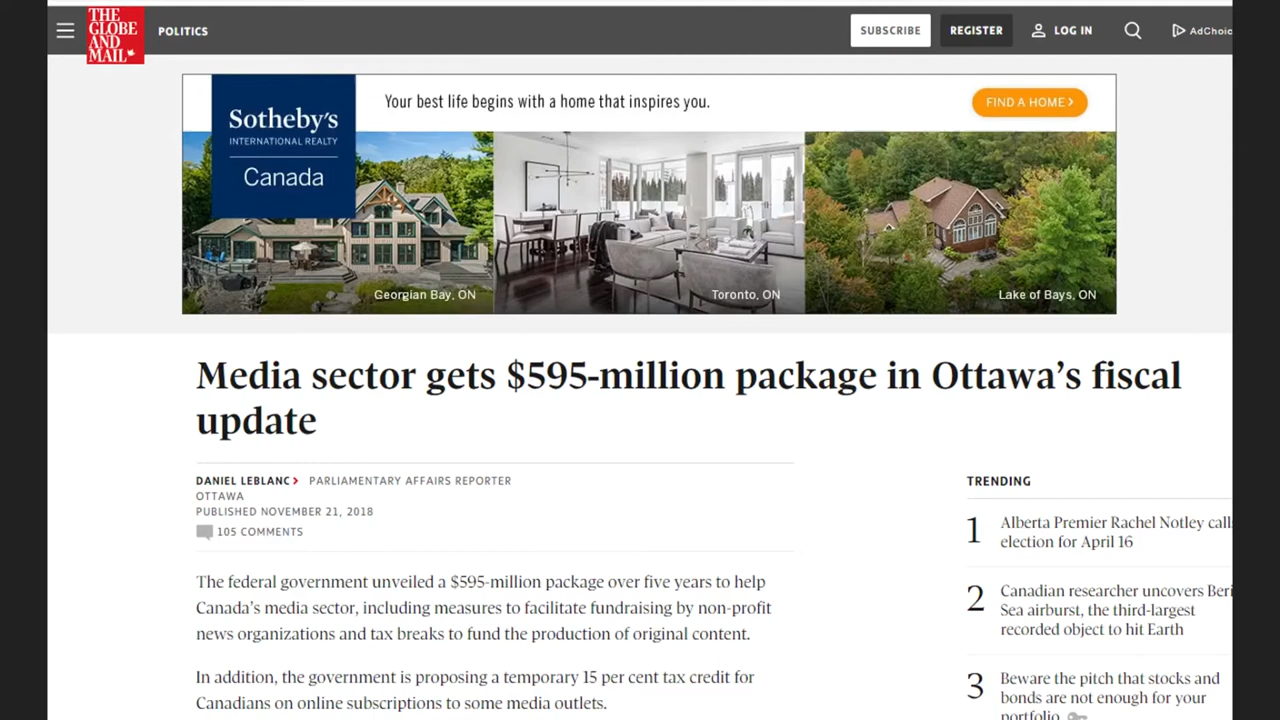 THE
GLOBE
AND
MAIL
POLITICS
SUBSCRIBE
REGISTER
LOG IN
Sotheby's
INTERNATIONAL REALTY
Canada
Your best life begins with a home that inspires you.
FIND A HOME >
Georgian Bay, ON
Toronto, ON
Lake of Bays, ON
Media sector gets $595-million package in Ottawa's fiscal
update
DANIEL LEBLANC > PARLIAMENTARY AFFAIRS REPORTER
OTTAWA
PUBLISHED NOVEMBER 21, 2018
105 COMMENTS
The federal government unveiled a $595-million package over five years to help
Canada's media sector, including measures to facilitate fundraising by non-profit
news organizations and tax breaks to fund the production of original content.
In addition, the government is proposing a temporary 15 per cent tax credit for
Canadians on online subscriptions to some media outlets.
TRENDING
1
Alberta Premier Rachel Notley call
election for April 16
2
Canadian researcher uncovers Beri
Sea airburst, the third-largest
recorded object to hit Earth
3
Beware the pitch that stocks and
bonds are not enough for your
portfolio